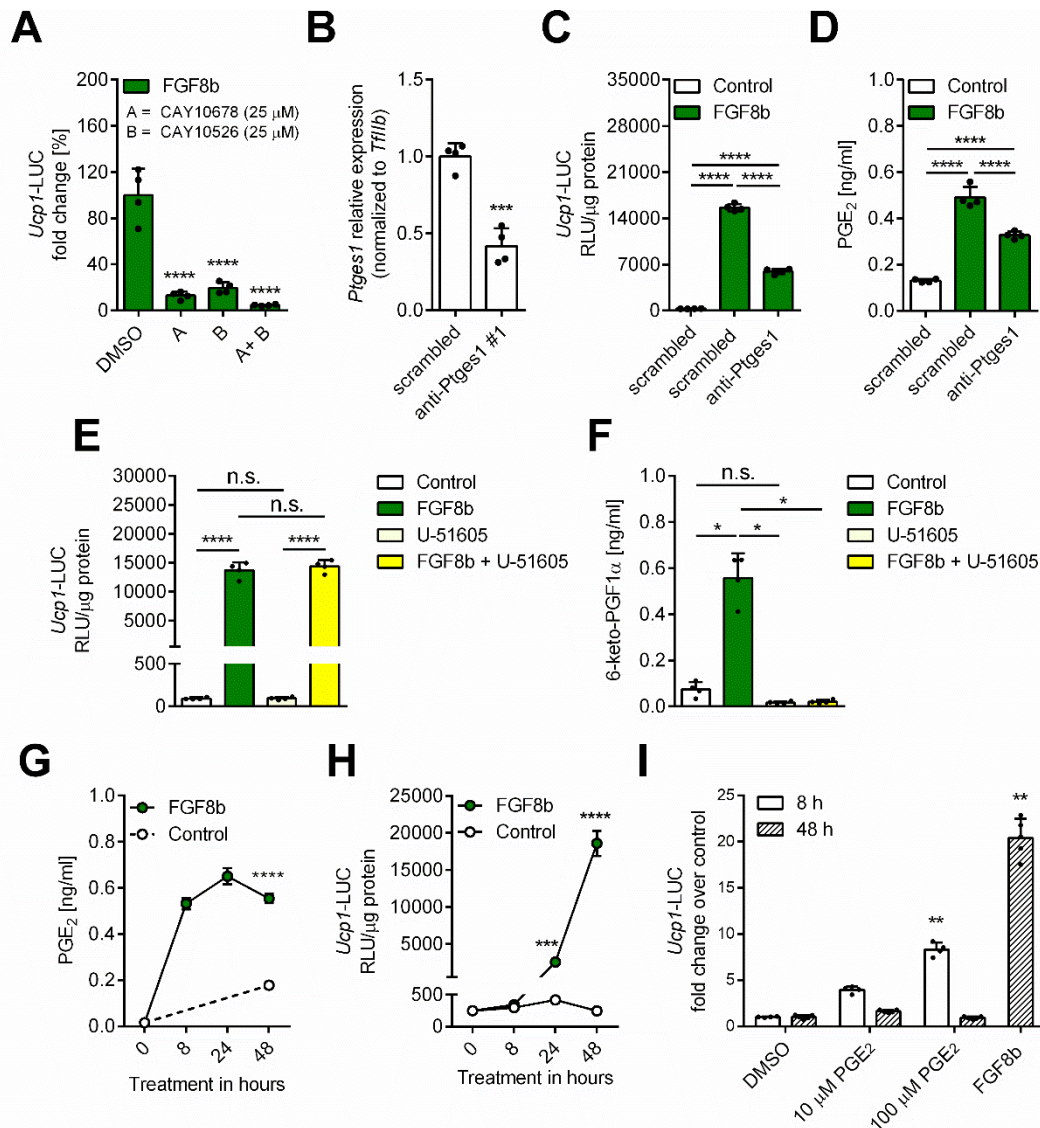 A
Ucp1-LUC
fold change [%]
200
160
120
80
40
0
FGF8b
A = CAY10678 (25 µM)
B = CAY10526 (25 µM)
****
****
****
DMSO
A
B
A+ B
B
Ptges1 relative expression
(normalized to TfIIb)
1.5
1.0
0.5
0.0
***
scrambled
anti-Ptges1 #1
C
Ucp1-LUC
RLU/µg protein
35000
28000
21000
14000
7000
0
Control
FGF8b
****
****
****
scrambled
scrambled
anti-Ptges1
D
PGE2 [ng/ml]
1.0
0.8
0.6
0.4
0.2
0.0
Control
FGF8b
****
****
****
scrambled
scrambled
anti-Ptges1
E
Ucp1-LUC
RLU/µg protein
30000
25000
20000
15000
10000
5000
500
0
n.s.
n.s.
****
****
Control
FGF8b
U-51605
FGF8b + U-51605
F
6-keto-PGF1α [ng/ml]
1.0
0.8
0.6
0.4
0.2
0.0
n.s.
*
*
*
Control
FGF8b
U-51605
FGF8b + U-51605
G
PGE2 [ng/ml]
1.0
0.8
0.6
0.4
0.2
0.0
FGF8b
Control
****
0
8
24
48
Treatment in hours
H
Ucp1-LUC
RLU/µg protein
25000
20000
15000
10000
5000
500
0
FGF8b
Control
***
****
0
8
24
48
Treatment in hours
I
Ucp1-LUC
fold change over control
25
20
15
10
5
0
8 h
48 h
**
**
DMSO
10 µM PGE2
100 µM PGE2
FGF8b